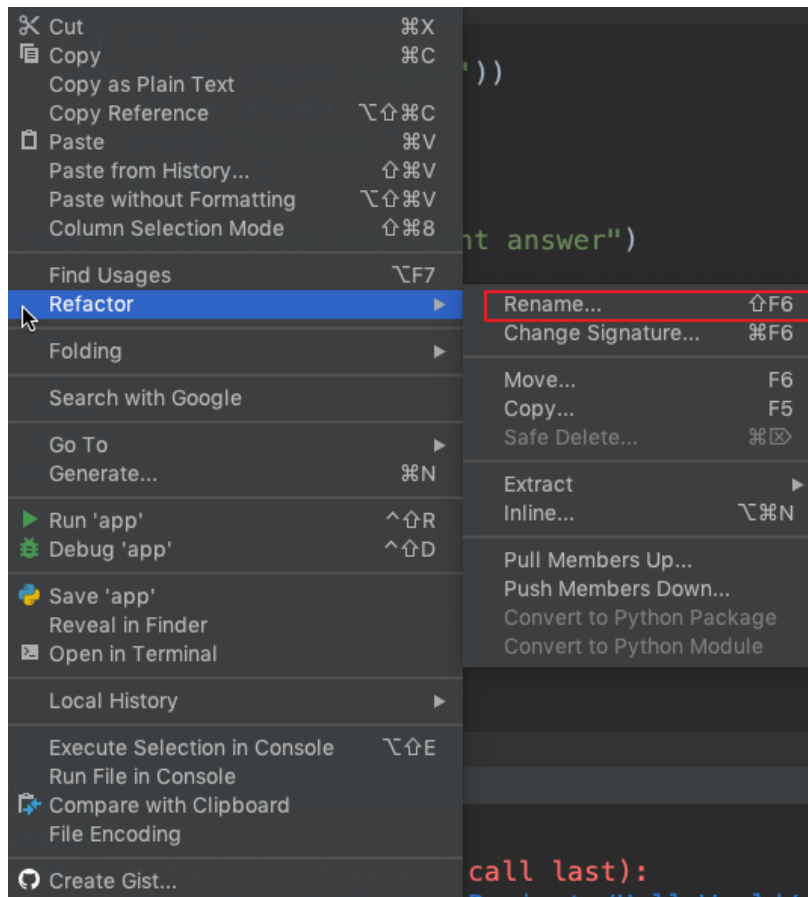 Cut ⌘X
Copy ⌘C
Copy as Plain Text
Copy Reference ⌥⇧⌘C
Paste ⌘V
Paste from History... ⇧⌘V
Paste without Formatting ⌥⇧⌘V
Column Selection Mode ⇧⌘8
Find Usages ⌥F7
Refactor
Folding
Search with Google
Go To
Generate... ⌘N
Run 'app' ^⇧R
Debug 'app' ^⇧D
Save 'app'
Reveal in Finder
Open in Terminal
Local History
Execute Selection in Console ⌥⇧E
Run File in Console
Compare with Clipboard
File Encoding
Create Gist...
'))
nt answer")
Rename... ⇧F6
Change Signature... ⌘F6
Move... F6
Copy... F5
Safe Delete... ⌘⌦
Extract
Inline... ⌥⌘N
Pull Members Up...
Push Members Down...
Convert to Python Package
Convert to Python Module
call last):